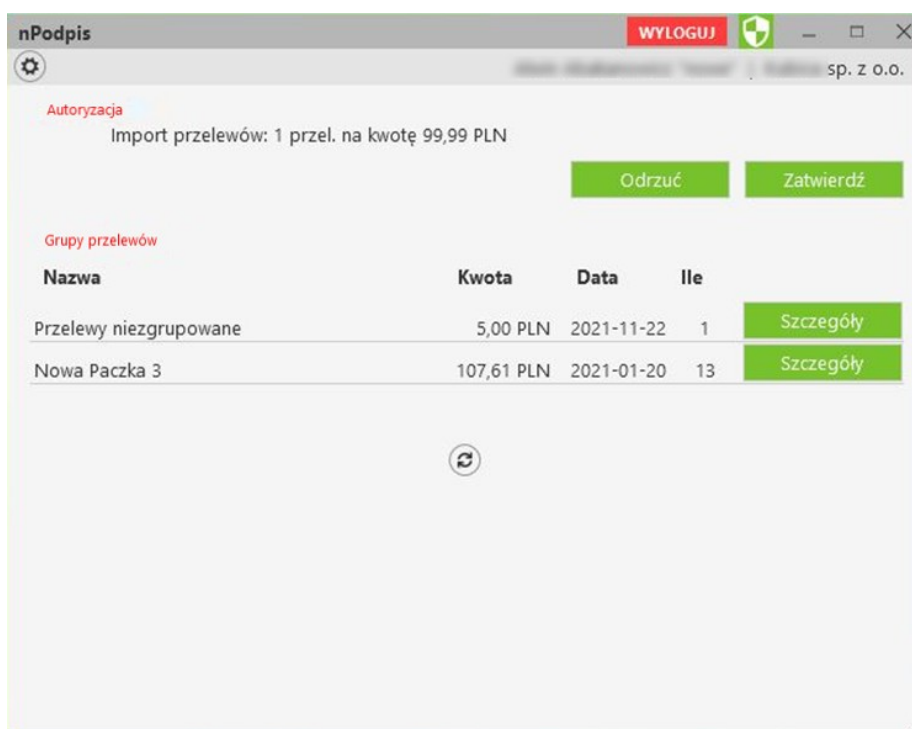 nPodpis WYLOGUJ
sp. z o.o.
Autoryzacja
Import przelewów: 1 przel. na kwotę 99,99 PLN
Odrzuć Zatwierdź
Grupy przelewów
Nazwa Kwota Data Ile
Przelewy niezgrupowane 5,00 PLN 2021-11-22 1 Szczegóły
Nowa Paczka 3 107,61 PLN 2021-01-20 13 Szczegóły